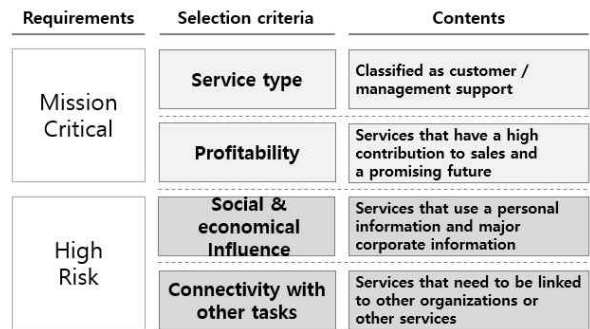 Requirements
Selection criteria
Contents
Mission
Critical
Service type
Classified as customer /
management support
Profitability
Services that have a high
contribution to sales and
a promising future
High
Risk
Social &
economical
Influence
Services that use a personal
information and major
corporate information
Connectivity with
other tasks
Services that need to be linked
to other organizations or
other services